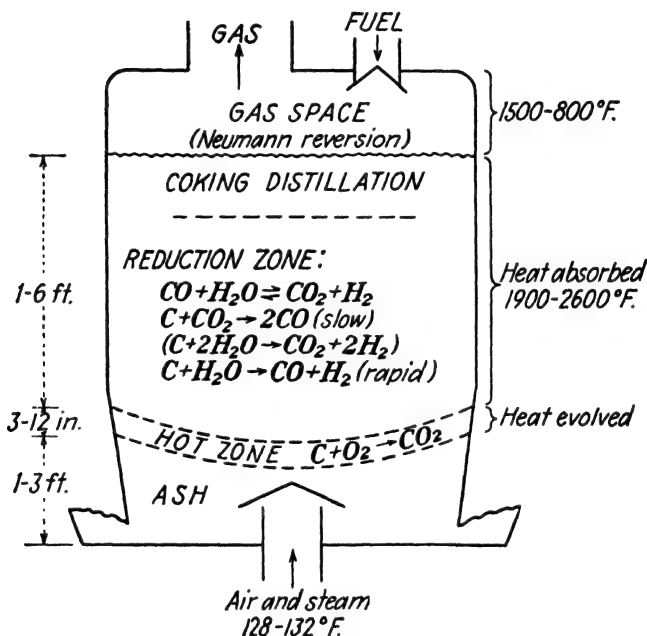 GAS
FUEL
GAS SPACE
(Neumann reversion)
1500-800°F.
COKING DISTILLATION
REDUCTION ZONE:
CO+H₂O⇌CO₂+H₂
C+CO₂→2CO (slow)
(C+2H₂O→CO₂+2H₂)
C+H₂O→CO+H₂ (rapid)
1-6 ft.
Heat absorbed
1900-2600°F.
3-12 in.
Heat evolved
HOT ZONE C+O₂→CO₂
1-3 ft.
ASH
Air and steam
128-132°F.